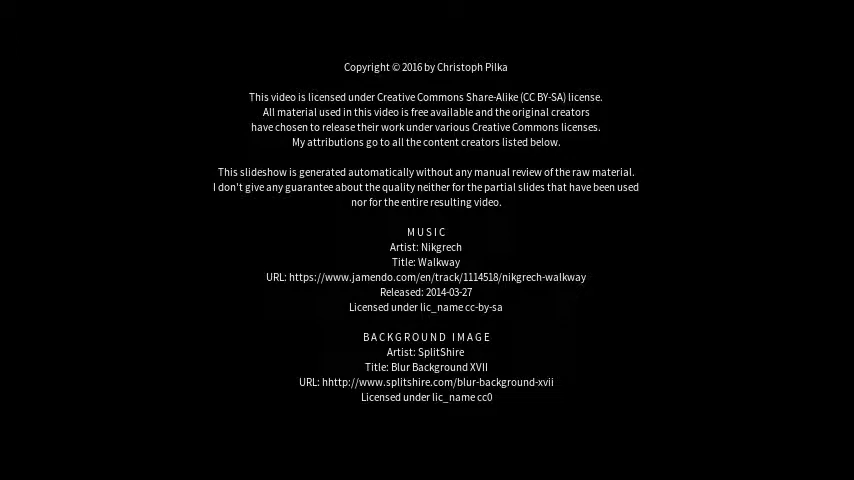 Copyright © 2016 by Christoph Pilka
This video is licensed under Creative Commons Share-Alike (CC BY-SA) license.
All material used in this video is free available and the original creators
have chosen to release their work under various Creative Commons licenses.
My attributions go to all the content creators listed below.
This slideshow is generated automatically without any manual review of the raw material.
I don't give any guarantee about the quality neither for the partial slides that have been used
nor for the entire resulting video.
M U S I C
Artist: Nikgrech
Title: Walkway
URL: https://www.jamendo.com/en/track/1114518/nikgrech-walkway
Released: 2014-03-27
Licensed under lic_name cc-by-sa
B A C K G R O U N D   I M A G E
Artist: SplitShire
Title: Blur Background XVII
URL: hhttp://www.splitshire.com/blur-background-xvii
Licensed under lic_name cc0